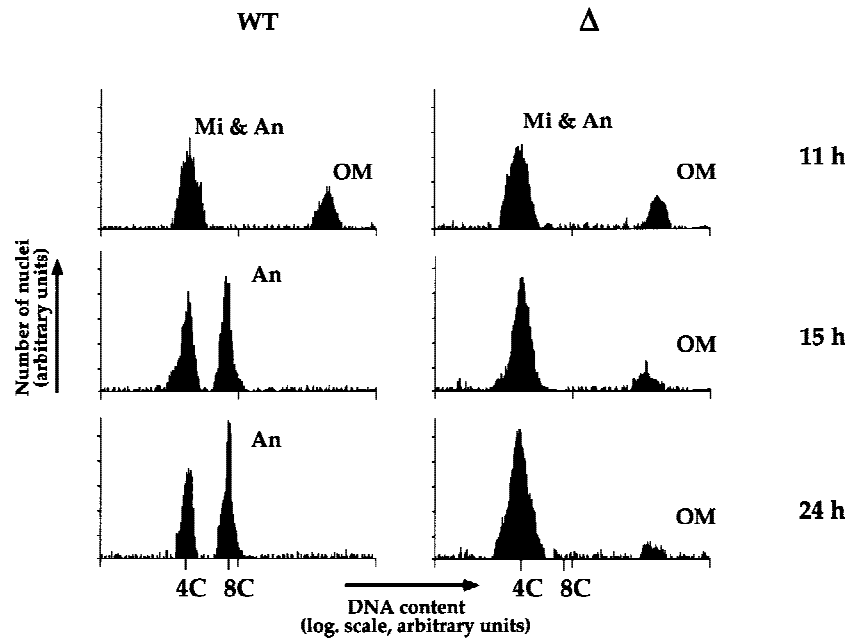 WT Δ
Mi & An
OM
Mi & An
OM
11 h
An
OM
15 h
An
OM
24 h
Number of nuclei
(arbitrary units)
4C 8C
4C 8C
DNA content
(log. scale, arbitrary units)